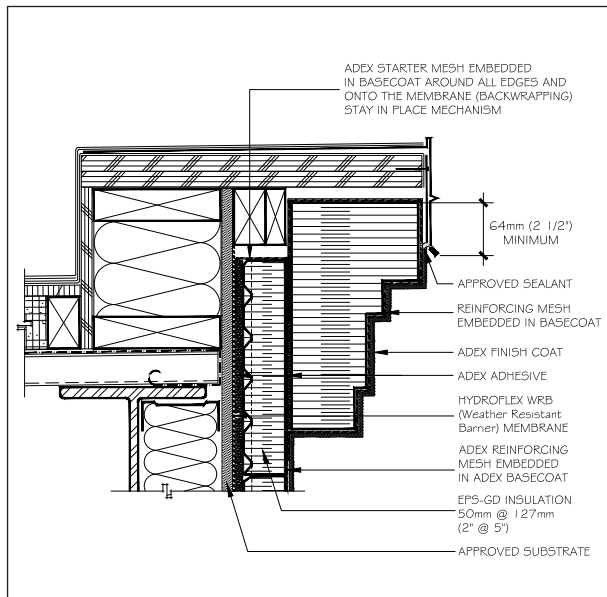 ADEX STARTER MESH EMBEDDED
IN BASECOAT AROUND ALL EDGES AND
ONTO THE MEMBRANE (BACKWRAPPING)
STAY IN PLACE MECHANISM
64mm (2 1/2")
MINIMUM
APPROVED SEALANT
REINFORCING MESH
EMBEDDED IN BASECOAT
ADEX FINISH COAT
ADEX ADHESIVE
HYDROFLEX WRB
(Weather Resistant
Barrier) MEMBRANE
ADEX REINFORCING
MESH EMBEDDED
IN ADEX BASECOAT
EPS-GD INSULATION
50mm @ 127mm
(2" @ 5")
APPROVED SUBSTRATE